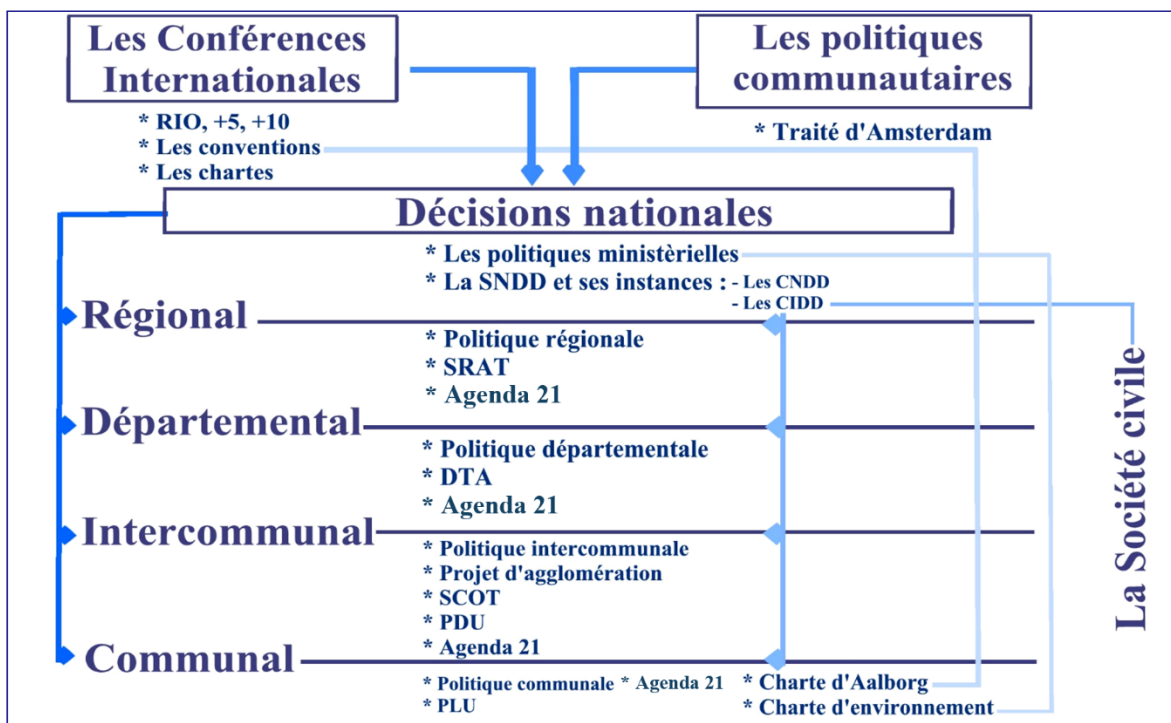 Les Conférences
Internationales
Les politiques
communautaires
* RIO, +5, +10
* Les conventions
* Les chartes
* Traité d'Amsterdam
Décisions nationales
* Les politiques ministèrielles
* La SNDD et ses instances : - Les CNDD
- Les CIDD
Régional
* Politique régionale
* SRAT
* Agenda 21
Départemental
* Politique départementale
* DTA
* Agenda 21
Intercommunal
* Politique intercommunale
* Projet d'agglomération
* SCOT
* PDU
* Agenda 21
Communal
* Politique communale * Agenda 21
* PLU
* Charte d'Aalborg
* Charte d'environnement
La Société civile